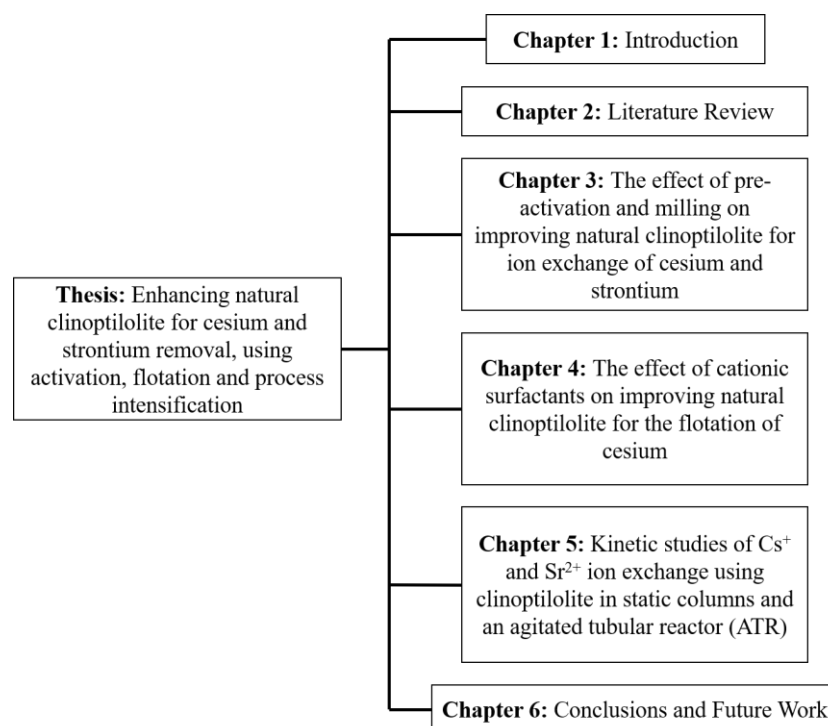 Chapter 1: Introduction
Chapter 2: Literature Review
Chapter 3: The effect of pre-
activation and milling on
improving natural clinoptilolite for
ion exchange of cesium and
strontium
Thesis: Enhancing natural
clinoptilolite for cesium and
strontium removal, using
activation, flotation and process
intensification
Chapter 4: The effect of cationic
surfactants on improving natural
clinoptilolite for the flotation of
cesium
Chapter 5: Kinetic studies of Cs⁺
and Sr²⁺ ion exchange using
clinoptilolite in static columns and
an agitated tubular reactor (ATR)
Chapter 6: Conclusions and Future Work